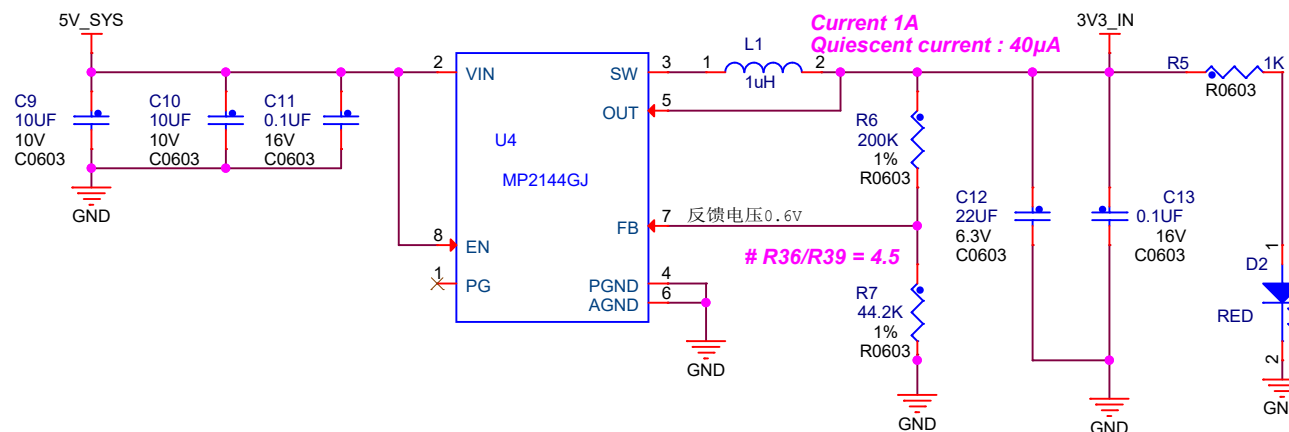 5V_SYS
C9
10UF
10V
C0603
C10
10UF
10V
C0603
C11
0.1UF
16V
C0603
GND
2
VIN
8
EN
1
PG
U4
MP2144GJ
SW
3
OUT
5
FB
7
PGND
4
AGND
6
GND
1
L1
2
1uH
Current 1A
Quiescent current : 40µA
反馈电压0.6V
# R36/R39 = 4.5
R6
200K
1%
R0603
R7
44.2K
1%
R0603
GND
C12
22UF
6.3V
C0603
3V3_IN
C13
0.1UF
16V
C0603
GND
R5
1K
R0603
1
D2
RED
2
GND